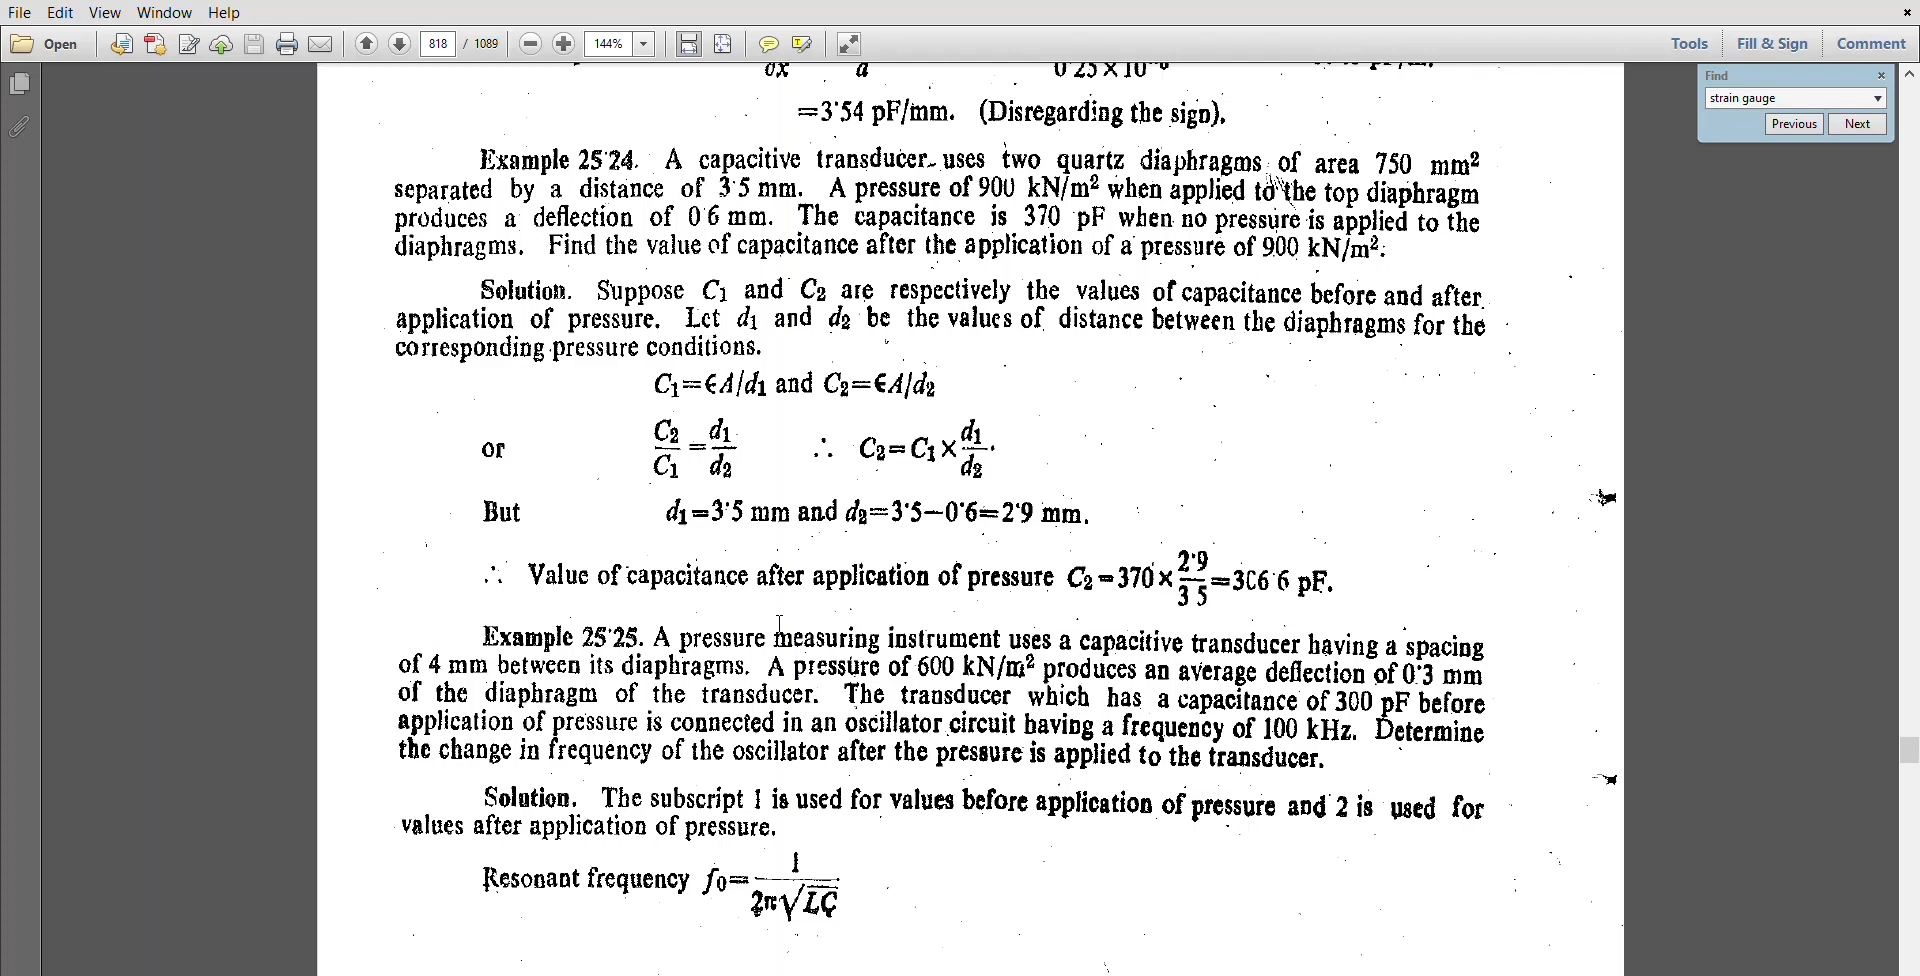 File Edit View Window Help
Open 818 / 1089 144% Tools Fill & Sign Comment
Find
strain gauge
Previous Next
∂x a 0·25×10⁻⁶
=3·54 pF/mm. (Disregarding the sign).
Example 25·24. A capacitive transducer uses two quartz diaphragms of area 750 mm²
separated by a distance of 3·5 mm. A pressure of 900 kN/m² when applied to the top diaphragm
produces a deflection of 0·6 mm. The capacitance is 370 pF when no pressure is applied to the
diaphragms. Find the value of capacitance after the application of a pressure of 900 kN/m².
Solution. Suppose C₁ and C₂ are respectively the values of capacitance before and after
application of pressure. Let d₁ and d₂ be the values of distance between the diaphragms for the
corresponding pressure conditions.
C₁=ϵA/d₁ and C₂=ϵA/d₂
or C₂/C₁=d₁/d₂ ∴ C₂=C₁×d₁/d₂.
But d₁=3·5 mm and d₂=3·5−0·6=2·9 mm.
∴ Value of capacitance after application of pressure C₂=370×2·9/3·5=306·6 pF.
Example 25·25. A pressure measuring instrument uses a capacitive transducer having a spacing
of 4 mm between its diaphragms. A pressure of 600 kN/m² produces an average deflection of 0·3 mm
of the diaphragm of the transducer. The transducer which has a capacitance of 300 pF before
application of pressure is connected in an oscillator circuit having a frequency of 100 kHz. Determine
the change in frequency of the oscillator after the pressure is applied to the transducer.
Solution. The subscript 1 is used for values before application of pressure and 2 is used for
values after application of pressure.
Resonant frequency f₀=1/2π√LC